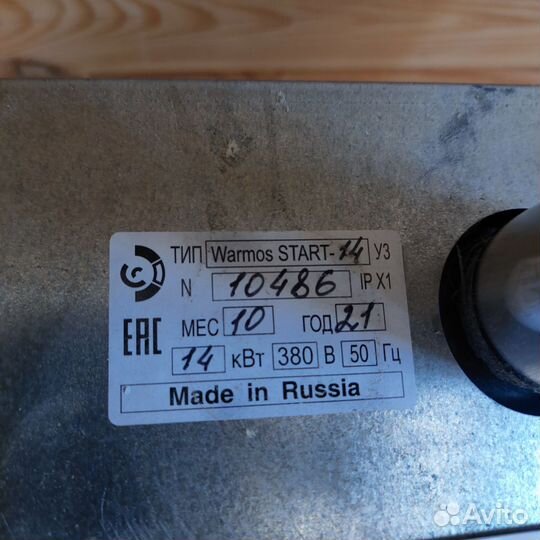 ТИП Warmos START-14 У3
N 10486 IP X1
ЕАС МЕС 10 ГОД 21
14 кВт 380 В 50 Гц
Made in Russia
Avito